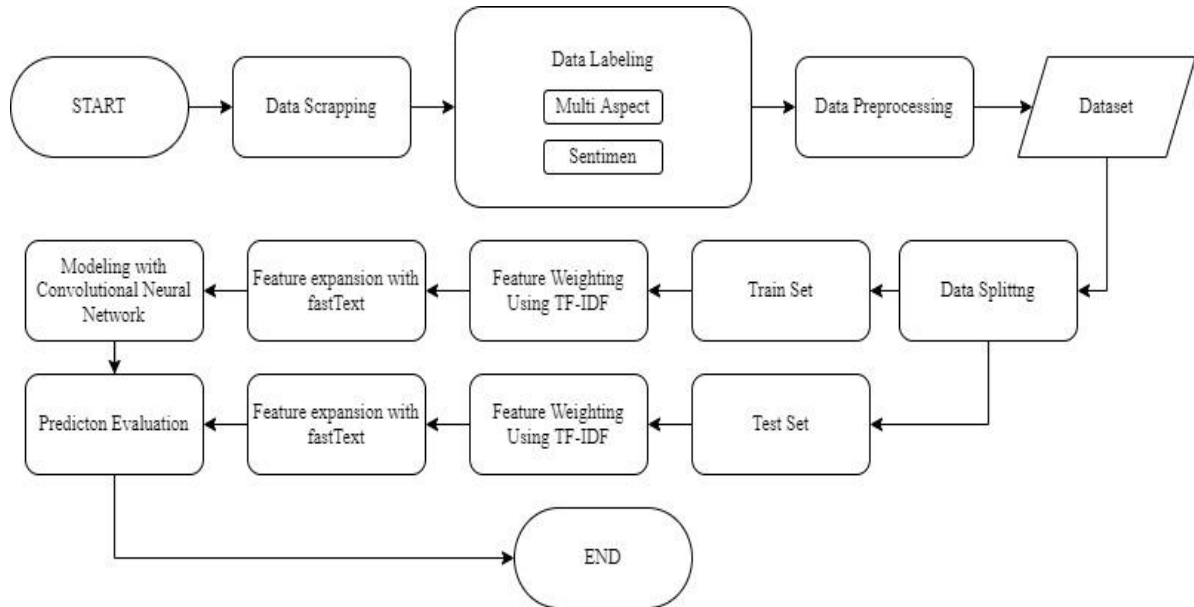 START
Data Scrapping
Data Labeling
Multi Aspect
Sentimen
Data Preprocessing
Dataset
Modeling with
Convolutional Neural
Network
Feature expansion with
fastText
Feature Weighting
Using TF-IDF
Train Set
Data Splittng
Predicton Evaluation
Feature expansion with
fastText
Feature Weighting
Using TF-IDF
Test Set
END